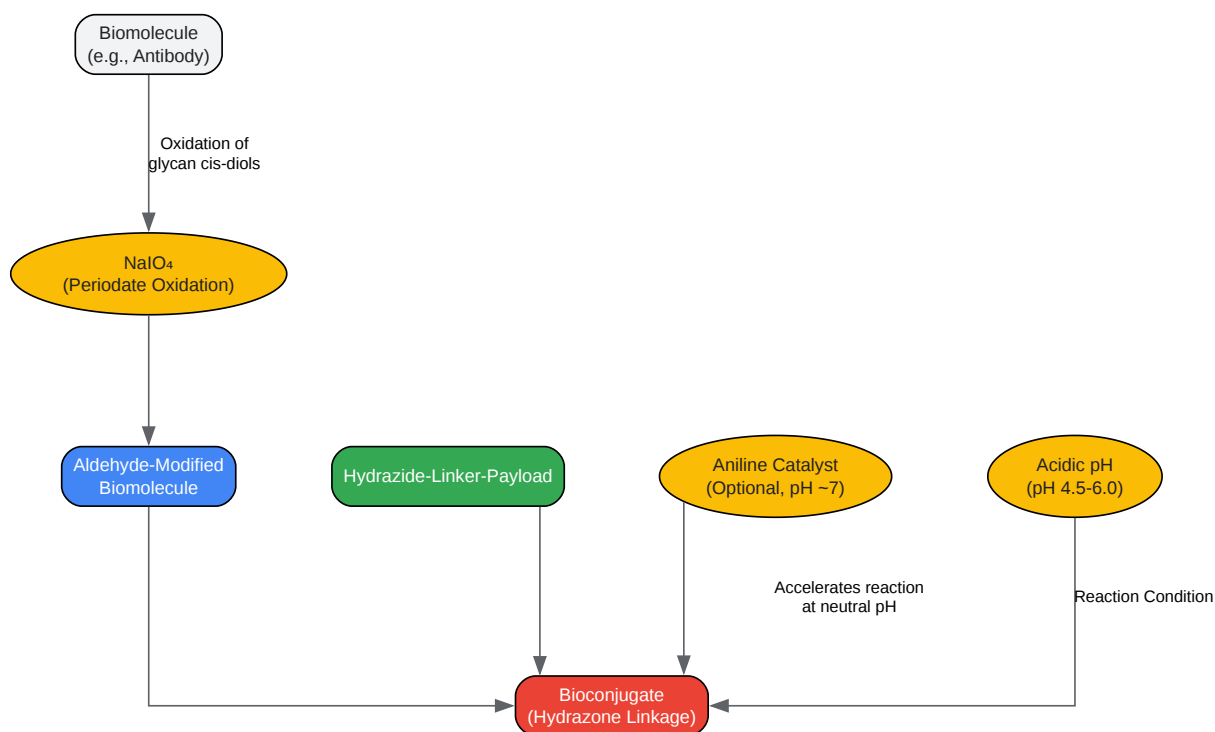 Biomolecule
(e.g., Antibody)
Oxidation of
glycan cis-diols
NaIO₄
(Periodate Oxidation)
Aldehyde-Modified
Biomolecule
Hydrazide-Linker-Payload
Aniline Catalyst
(Optional, pH ~7)
Acidic pH
(pH 4.5-6.0)
Accelerates reaction
at neutral pH
Reaction Condition
Bioconjugate
(Hydrazone Linkage)